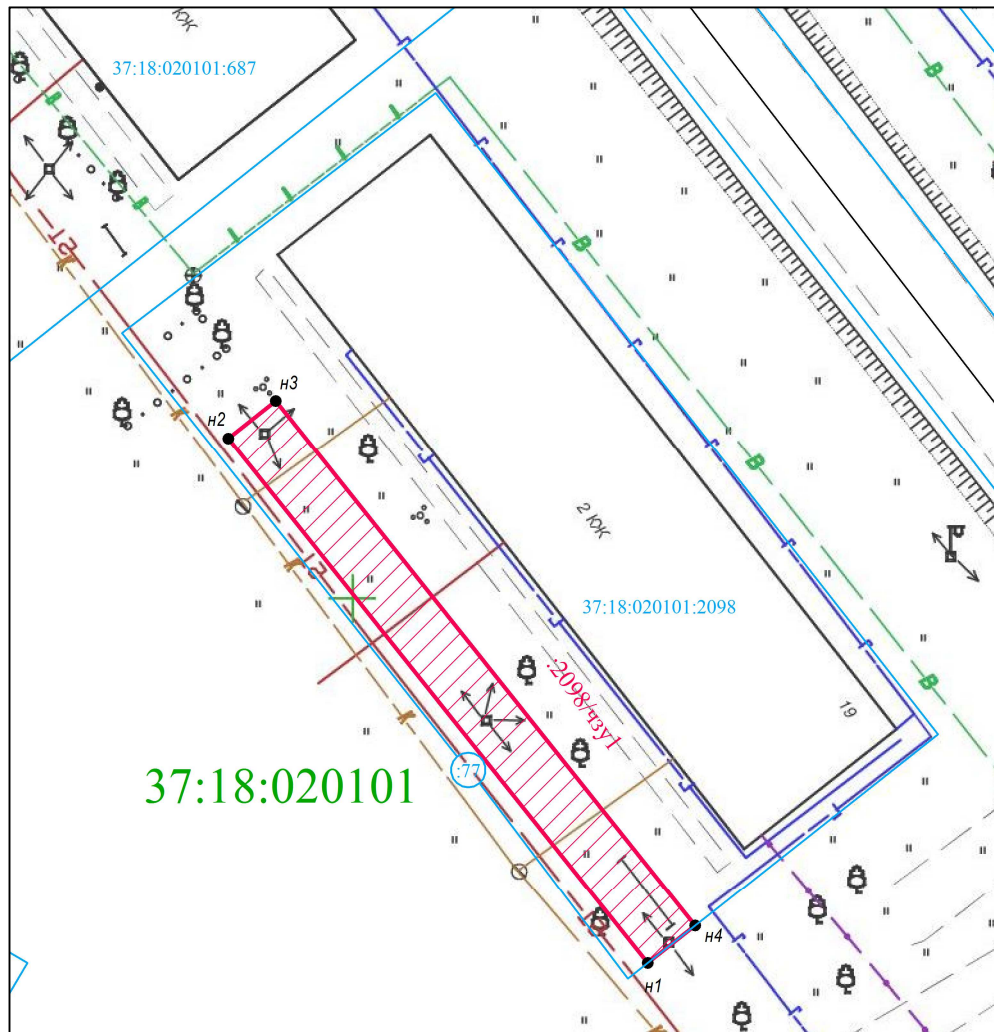 КЖ
37:18:020101:687
н3
н2
2 КЖ
37:18:020101:2098
:2098/чзу1
19
:77
37:18:020101
н4
н1
В
В
В
В
В
Г
Г
Г
Г
Г
Г
К
К
К
К
К